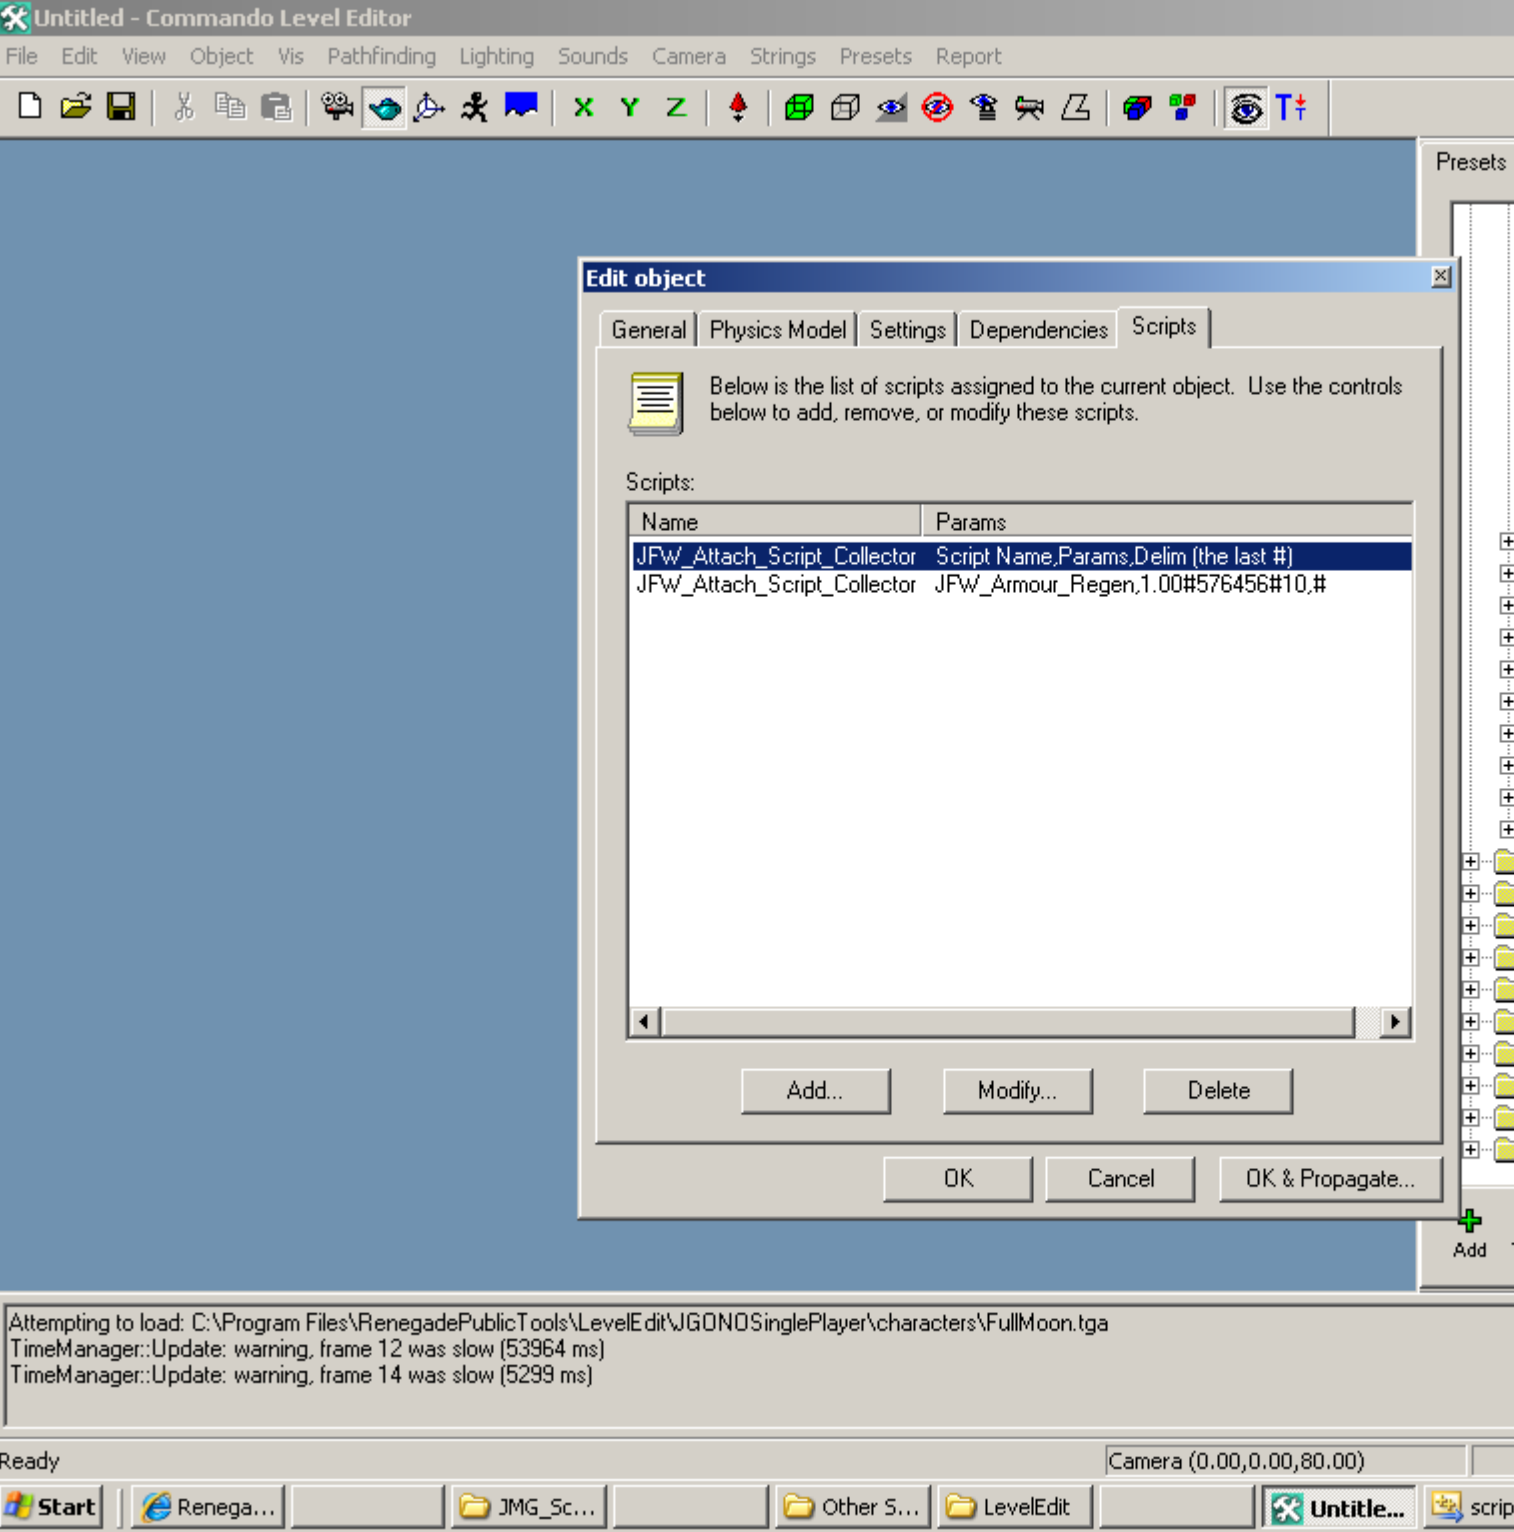 Untitled - Commando Level Editor
File Edit View Object Vis Pathfinding Lighting Sounds Camera Strings Presets Report
X Y Z T
Presets
Edit object
General Physics Model Settings Dependencies Scripts
Below is the list of scripts assigned to the current object. Use the controls
below to add, remove, or modify these scripts.
Scripts:
Name Params
JFW_Attach_Script_Collector Script Name,Params,Delim (the last #)
JFW_Attach_Script_Collector JFW_Armour_Regen,1.00#576456#10,#
Add... Modify... Delete
OK Cancel OK & Propagate...
Add
Attempting to load: C:\Program Files\RenegadePublicTools\LevelEdit\JGONOSinglePlayer\characters\FullMoon.tga
TimeManager::Update: warning, frame 12 was slow (53964 ms)
TimeManager::Update: warning, frame 14 was slow (5299 ms)
Ready Camera (0.00,0.00,80.00)
Start Renega... JMG_Sc... Other S... LevelEdit Untitle... scrip